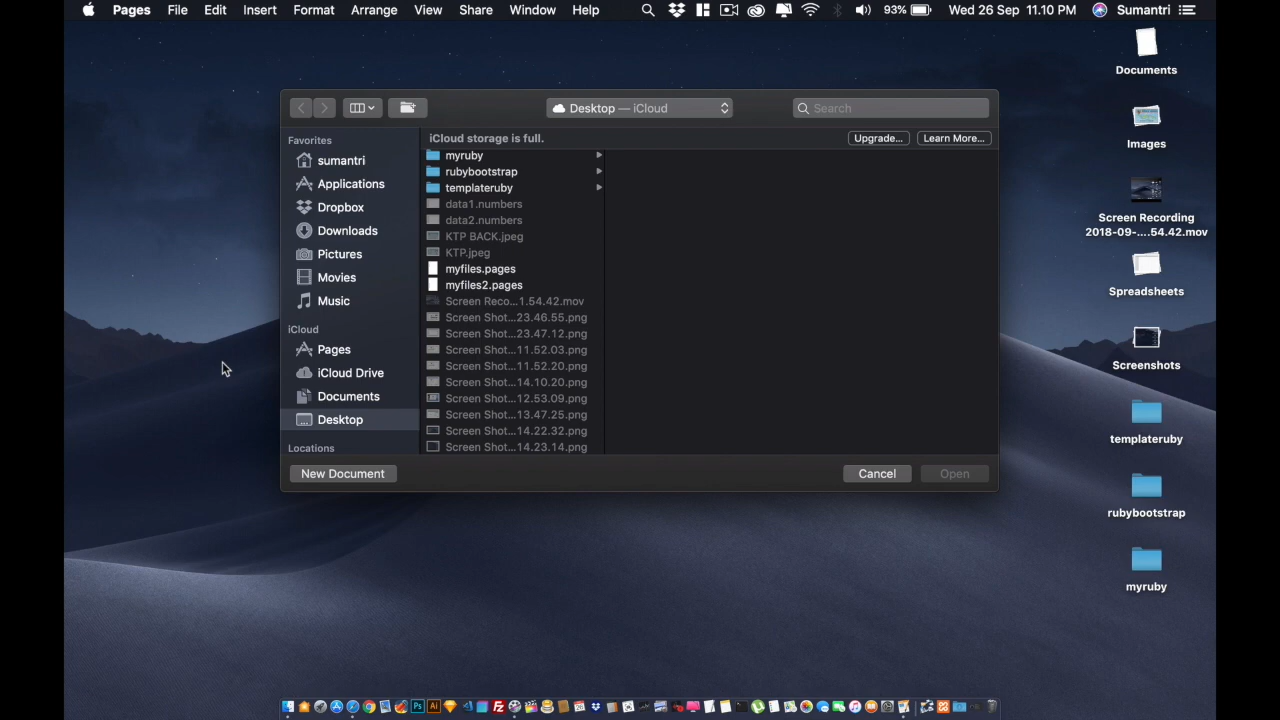 Pages File Edit Insert Format Arrange View Share Window Help 93% Wed 26 Sep 11.10 PM Sumantri
Desktop — iCloud
Search
Favorites
sumantri
Applications
Dropbox
Downloads
Pictures
Movies
Music
iCloud
Pages
iCloud Drive
Documents
Desktop
Locations
iCloud storage is full.
Upgrade...
Learn More...
myruby
rubybootstrap
templateruby
data1.numbers
data2.numbers
KTP BACK.jpeg
KTP.jpeg
myfiles.pages
myfiles2.pages
Screen Reco...1.54.42.mov
Screen Shot...23.46.55.png
Screen Shot...23.47.12.png
Screen Shot...11.52.03.png
Screen Shot...11.52.20.png
Screen Shot...14.10.20.png
Screen Shot...12.53.09.png
Screen Shot...13.47.25.png
Screen Shot...14.22.32.png
Screen Shot...14.23.14.png
New Document
Cancel
Open
Documents
Images
Screen Recording
2018-09-....54.42.mov
Spreadsheets
Screenshots
templateruby
rubybootstrap
myruby
Ps
Ai
Fz